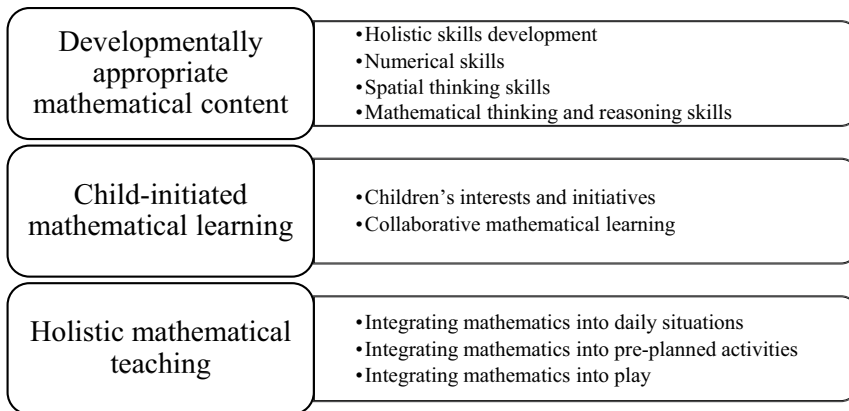 Developmentally
appropriate
mathematical content
•Holistic skills development
•Numerical skills
•Spatial thinking skills
•Mathematical thinking and reasoning skills
Child-initiated
mathematical learning
•Children’s interests and initiatives
•Collaborative mathematical learning
Holistic mathematical
teaching
•Integrating mathematics into daily situations
•Integrating mathematics into pre-planned activities
•Integrating mathematics into play